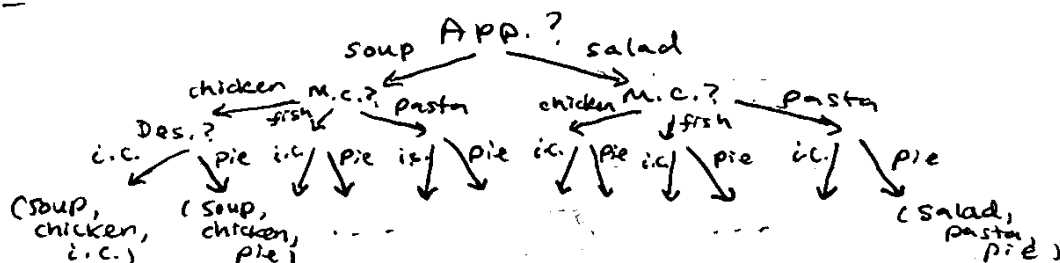 App.?
soup salad
chicken M.C.? pasta chicken M.C.? pasta
Des.? fish fish
i.c. pie i.c. pie i.c. pie i.c. pie i.c. pie i.c. pie
(soup, (soup, (salad,
chicken, chicken, .... ... pasta,
i.c.) pie) pie)